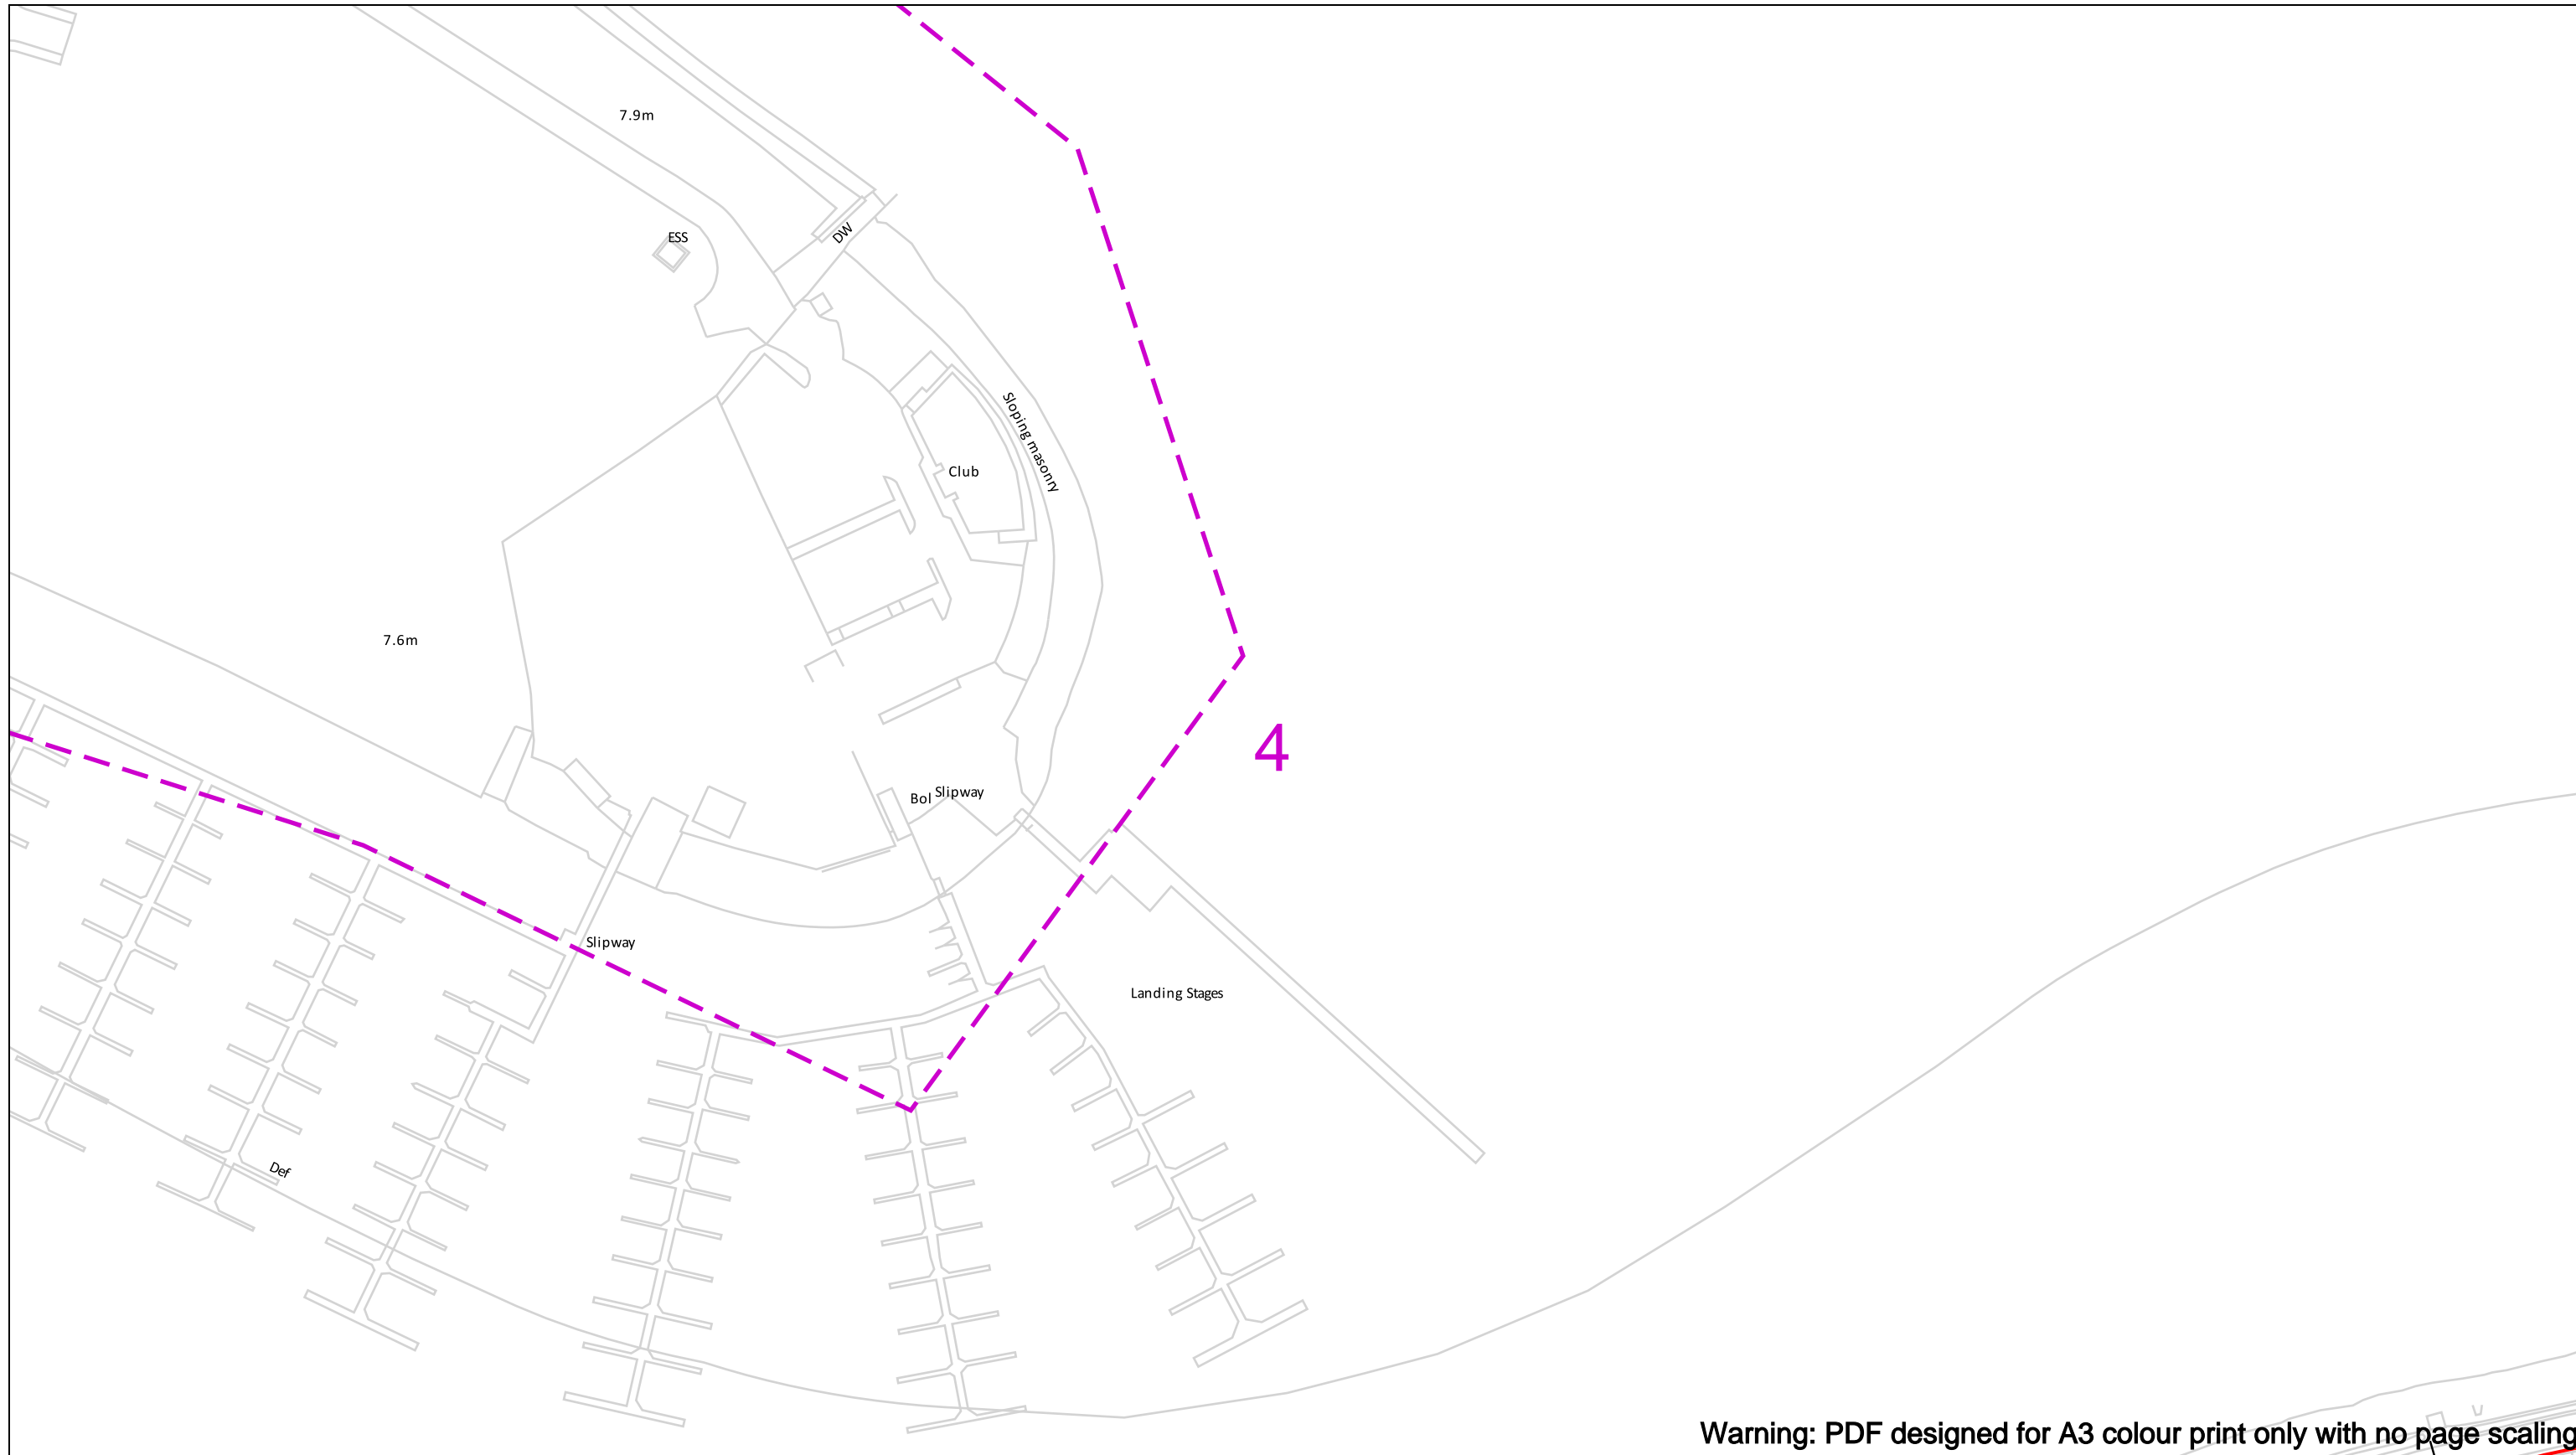 7.9m
DW
ESS
Sloping masonry
Club
7.6m
4
Bol
Slipway
Slipway
Landing Stages
Def
Warning: PDF designed for A3 colour print only with no page scaling